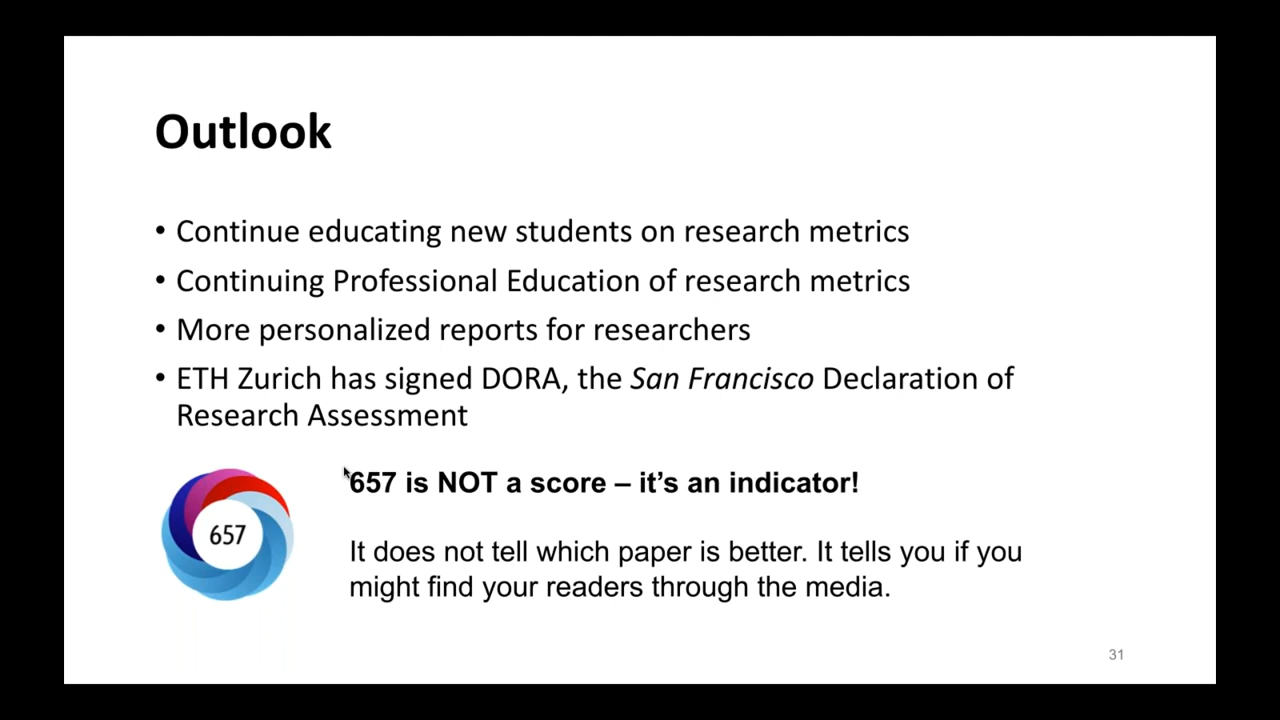 Outlook
• Continue educating new students on research metrics
• Continuing Professional Education of research metrics
• More personalized reports for researchers
• ETH Zurich has signed DORA, the San Francisco Declaration of
Research Assessment
657
657 is NOT a score – it's an indicator!
It does not tell which paper is better. It tells you if you
might find your readers through the media.
31